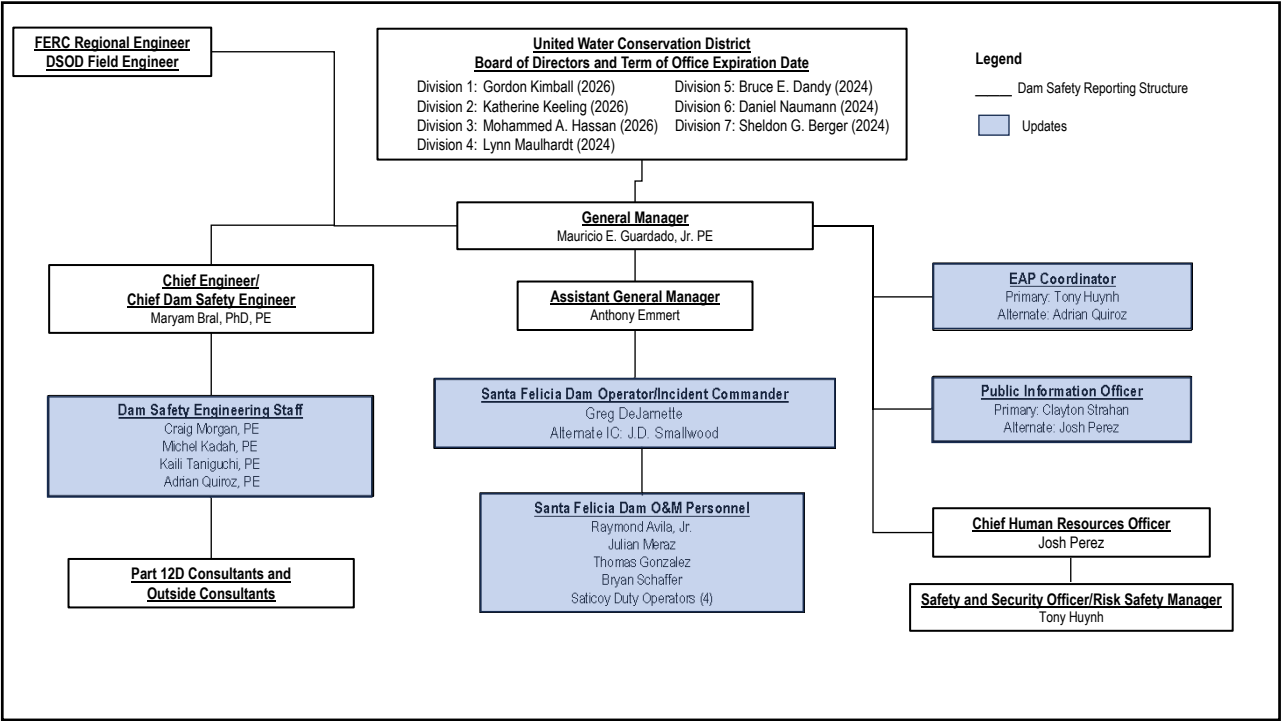 FERC Regional Engineer
DSOD Field Engineer
United Water Conservation District
Board of Directors and Term of Office Expiration Date
Division 1: Gordon Kimball (2026)
Division 2: Katherine Keeling (2026)
Division 3: Mohammed A. Hassan (2026)
Division 4: Lynn Maulhardt (2024)
Division 5: Bruce E. Dandy (2024)
Division 6: Daniel Naumann (2024)
Division 7: Sheldon G. Berger (2024)
Legend
Dam Safety Reporting Structure
Updates
General Manager
Mauricio E. Guardado, Jr. PE
Chief Engineer/
Chief Dam Safety Engineer
Maryam Bral, PhD, PE
Assistant General Manager
Anthony Emmert
EAP Coordinator
Primary: Tony Huynh
Alternate: Adrian Quiroz
Dam Safety Engineering Staff
Craig Morgan, PE
Michel Kadah, PE
Kaili Taniguchi, PE
Adrian Quiroz, PE
Santa Felicia Dam Operator/Incident Commander
Greg DeJarnette
Alternate IC: J.D. Smallwood
Public Information Officer
Primary: Clayton Strahan
Alternate: Josh Perez
Santa Felicia Dam O&M Personnel
Raymond Avila, Jr.
Julian Meraz
Thomas Gonzalez
Bryan Schaffer
Saticoy Duty Operators (4)
Part 12D Consultants and
Outside Consultants
Chief Human Resources Officer
Josh Perez
Safety and Security Officer/Risk Safety Manager
Tony Huynh